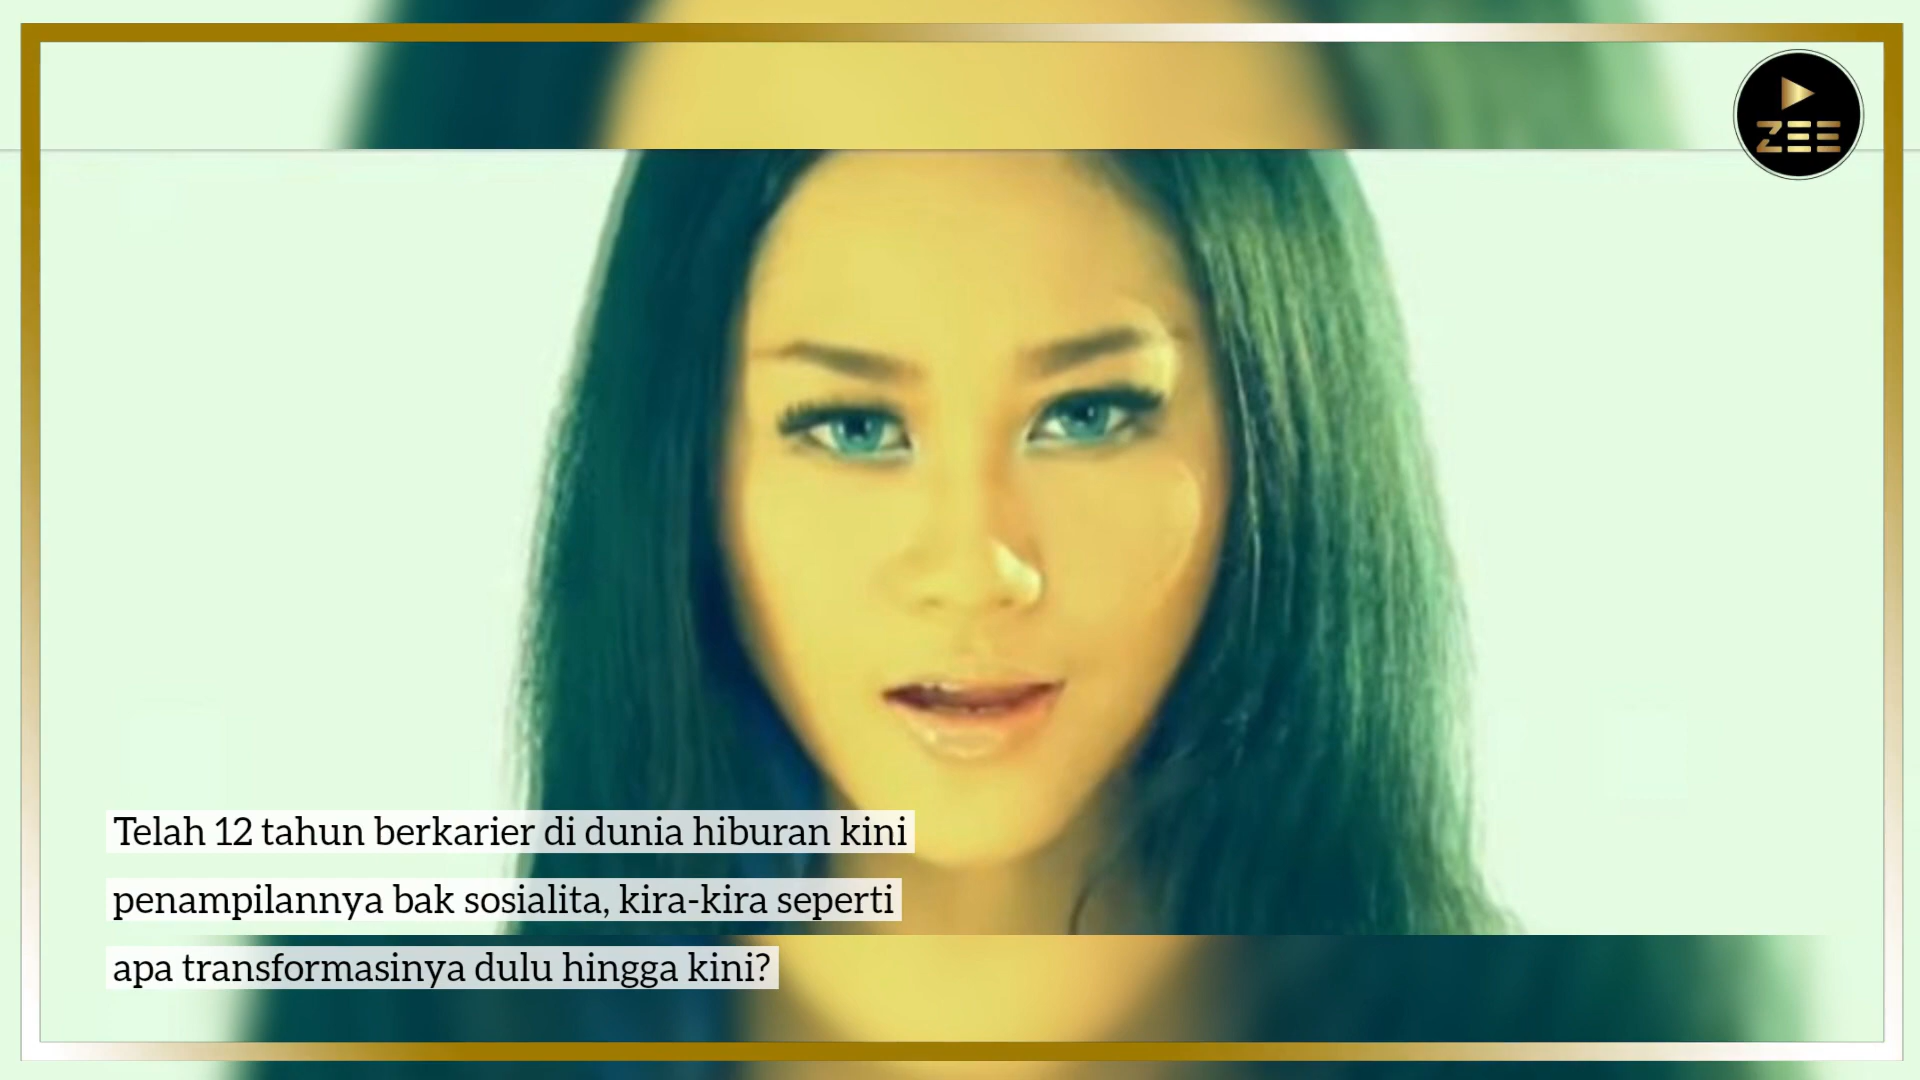 ZEE
Telah 12 tahun berkarier di dunia hiburan kini
penampilannya bak sosialita, kira-kira seperti
apa transformasinya dulu hingga kini?